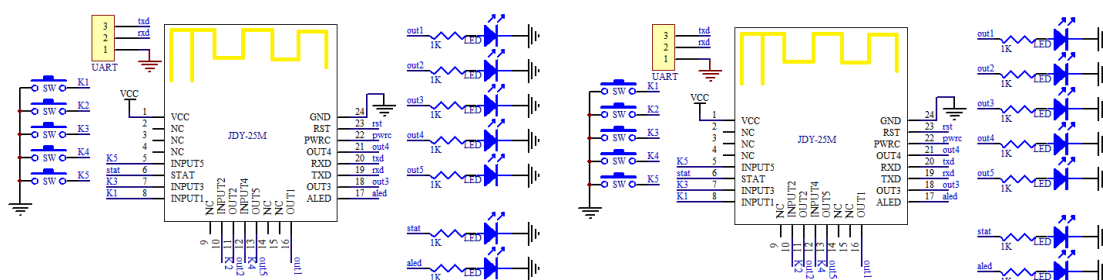 3 txd
2 rxd
1
UART
SW K1
SW K2
SW K3
SW K4
SW K5
VCC
JDY-25M
1 VCC
2 NC
3 NC
4 NC
K5 5 INPUT5
stat 6 STAT
K3 7 INPUT3
K1 8 INPUT1
GND 24
RST 23 rst
PWRC 22 pwrc
OUT4 21 out4
RXD 20 txd
TXD 19 rxd
OUT3 18 out3
ALED 17 aled
NC 9
INPUT2 10 K2
OUT2 11 out2
INPUT4 12 K4
OUT5 13 out5
NC 14
NC 15
OUT1 16 out1
out1 1K LED
out2 1K LED
out3 1K LED
out4 1K LED
out5 1K LED
stat 1K LED
aled 1K LED
3 txd
2 rxd
1
UART
SW K1
SW K2
SW K3
SW K4
SW K5
VCC
JDY-25M
1 VCC
2 NC
3 NC
4 NC
K5 5 INPUT5
stat 6 STAT
K3 7 INPUT3
K1 8 INPUT1
GND 24
RST 23 rst
PWRC 22 pwrc
OUT4 21 out4
RXD 20 txd
TXD 19 rxd
OUT3 18 out3
ALED 17 aled
NC 9
INPUT2 10 K2
OUT2 11 out2
INPUT4 12 K4
OUT5 13 out5
NC 14
NC 15
OUT1 16 out1
out1 1K LED
out2 1K LED
out3 1K LED
out4 1K LED
out5 1K LED
stat 1K LED
aled 1K LED